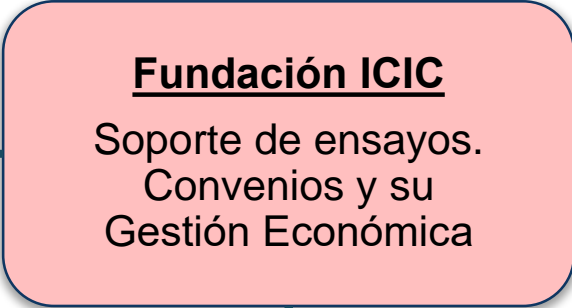 Fundación ICIC
Soporte de ensayos.
Convenios y su
Gestión Económica